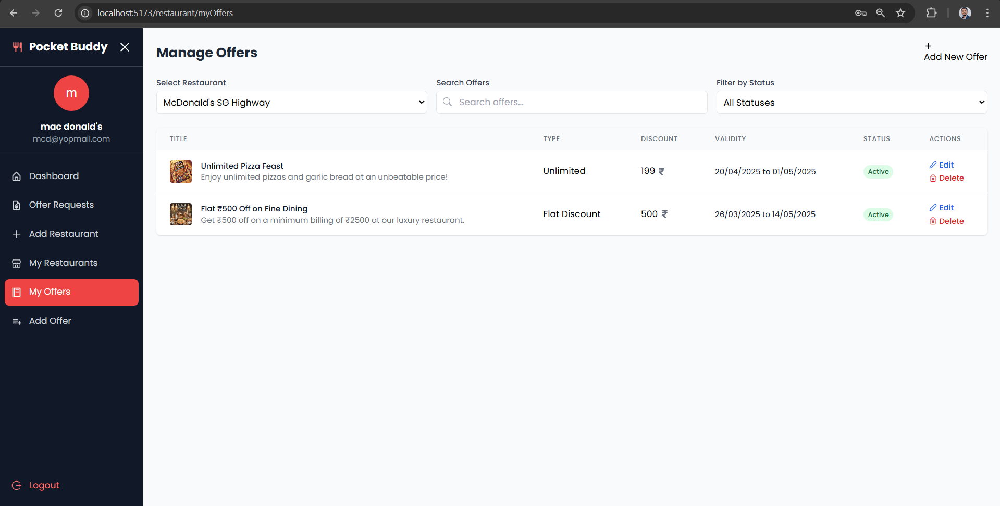 localhost:5173/restaurant/myOffers
Pocket Buddy
m
mac donald's
mcd@yopmail.com
Dashboard
Offer Requests
Add Restaurant
My Restaurants
My Offers
Add Offer
Logout
Manage Offers
+
Add New Offer
Select Restaurant
McDonald's SG Highway
Search Offers
Search offers...
Filter by Status
All Statuses
TITLE TYPE DISCOUNT VALIDITY STATUS ACTIONS
Unlimited Pizza Feast
Enjoy unlimited pizzas and garlic bread at an unbeatable price!
Unlimited
199 ₹
20/04/2025 to 01/05/2025
Active
Edit
Delete
Flat ₹500 Off on Fine Dining
Get ₹500 off on a minimum billing of ₹2500 at our luxury restaurant.
Flat Discount
500 ₹
26/03/2025 to 14/05/2025
Active
Edit
Delete